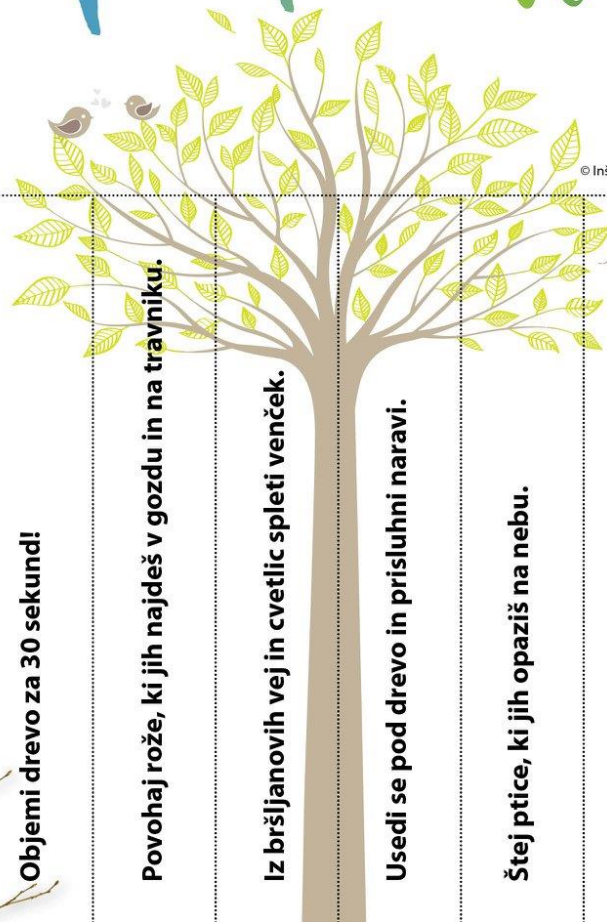 © Inš
Objemi drevo za 30 sekund!
Povohaj rože, ki jih najdeš v gozdu in na travniku.
Iz bršljanovih vej in cvetlic spleti venček.
Usedi se pod drevo in prisluhni naravi.
Štej ptice, ki jih opaziš na nebu.